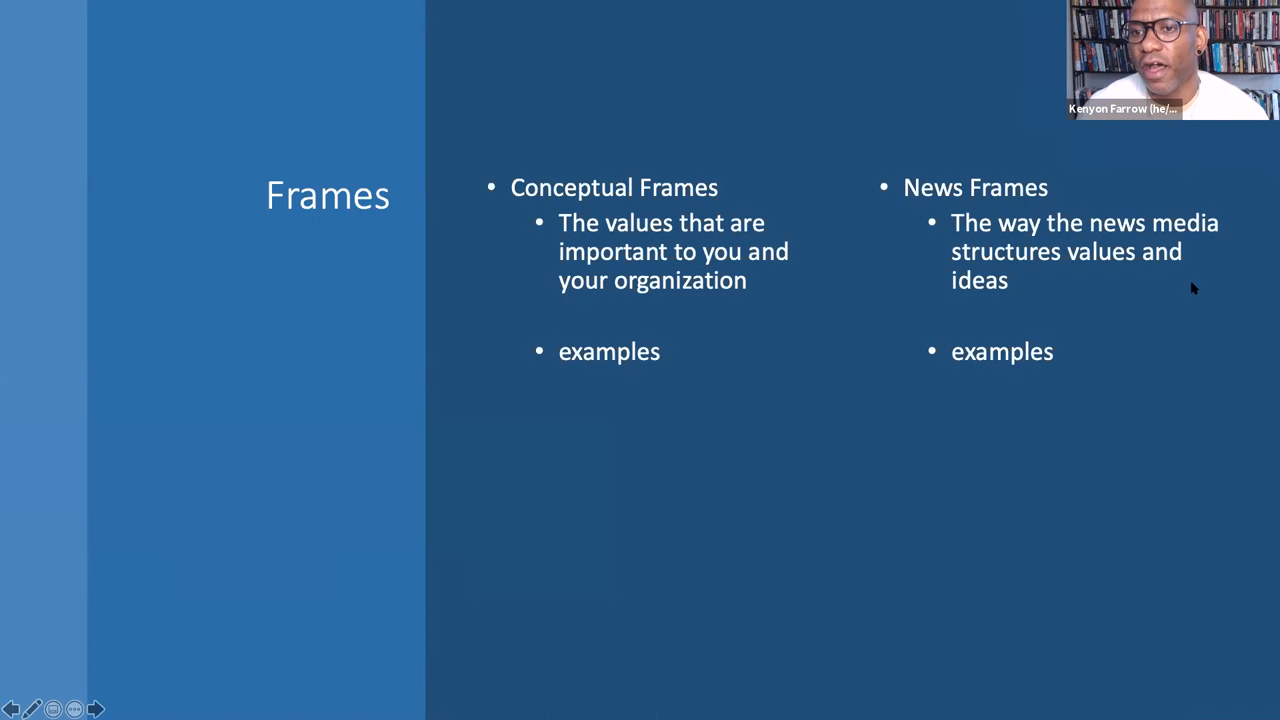 Kenyon Farrow (he/...
Frames
• Conceptual Frames
• The values that are
important to you and
your organization
• examples
• News Frames
• The way the news media
structures values and
ideas
• examples